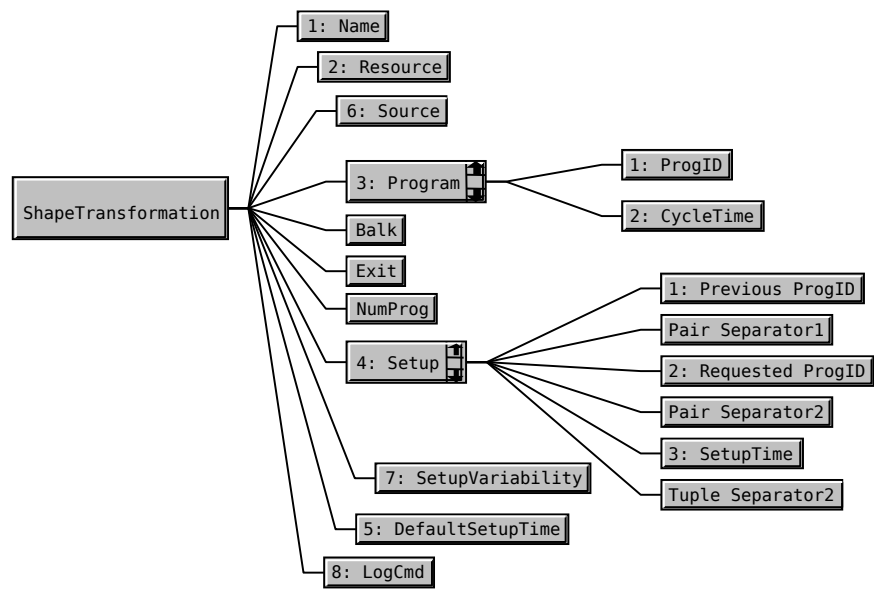 1: Name
2: Resource
6: Source
3: Program
1: ProgID
2: CycleTime
ShapeTransformation
Balk
Exit
NumProg
4: Setup
1: Previous ProgID
Pair Separator1
2: Requested ProgID
Pair Separator2
3: SetupTime
Tuple Separator2
7: SetupVariability
5: DefaultSetupTime
8: LogCmd